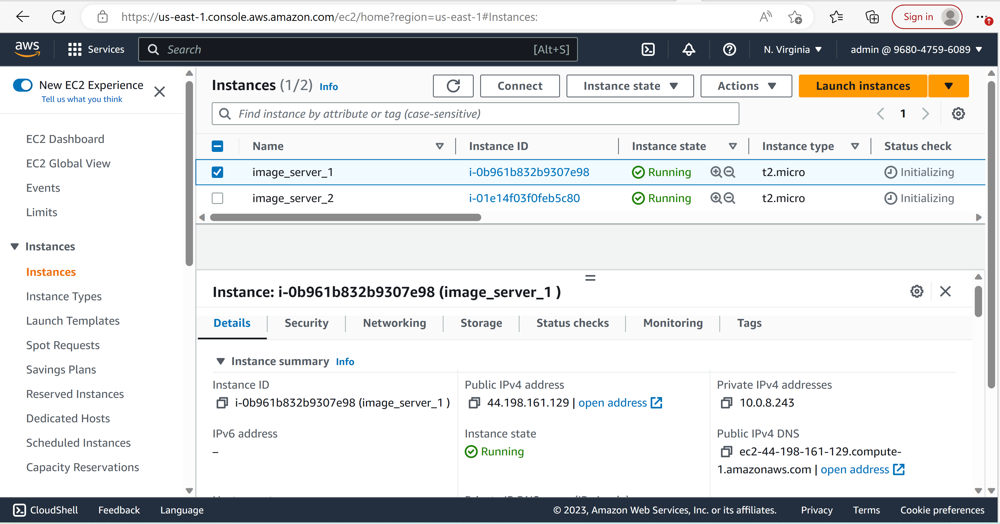 https://us-east-1.console.aws.amazon.com/ec2/home?region=us-east-1#Instances:
Sign in
aws
Services
Search
[Alt+S]
N. Virginia
admin @ 9680-4759-6089
New EC2 Experience
Tell us what you think
EC2 Dashboard
EC2 Global View
Events
Limits
Instances
Instances
Instance Types
Launch Templates
Spot Requests
Savings Plans
Reserved Instances
Dedicated Hosts
Scheduled Instances
Capacity Reservations
Instances (1/2) Info
Connect
Instance state
Actions
Launch instances
Find instance by attribute or tag (case-sensitive)
1
Name Instance ID Instance state Instance type Status check
image_server_1 i-0b961b832b9307e98 Running t2.micro Initializing
image_server_2 i-01e14f03f0feb5c80 Running t2.micro Initializing
Instance: i-0b961b832b9307e98 (image_server_1 )
Details Security Networking Storage Status checks Monitoring Tags
Instance summary Info
Instance ID
i-0b961b832b9307e98 (image_server_1 )
Public IPv4 address
44.198.161.129 | open address
Private IPv4 addresses
10.0.8.243
IPv6 address
–
Instance state
Running
Public IPv4 DNS
ec2-44-198-161-129.compute-
1.amazonaws.com | open address
CloudShell Feedback Language
© 2023, Amazon Web Services, Inc. or its affiliates. Privacy Terms Cookie preferences